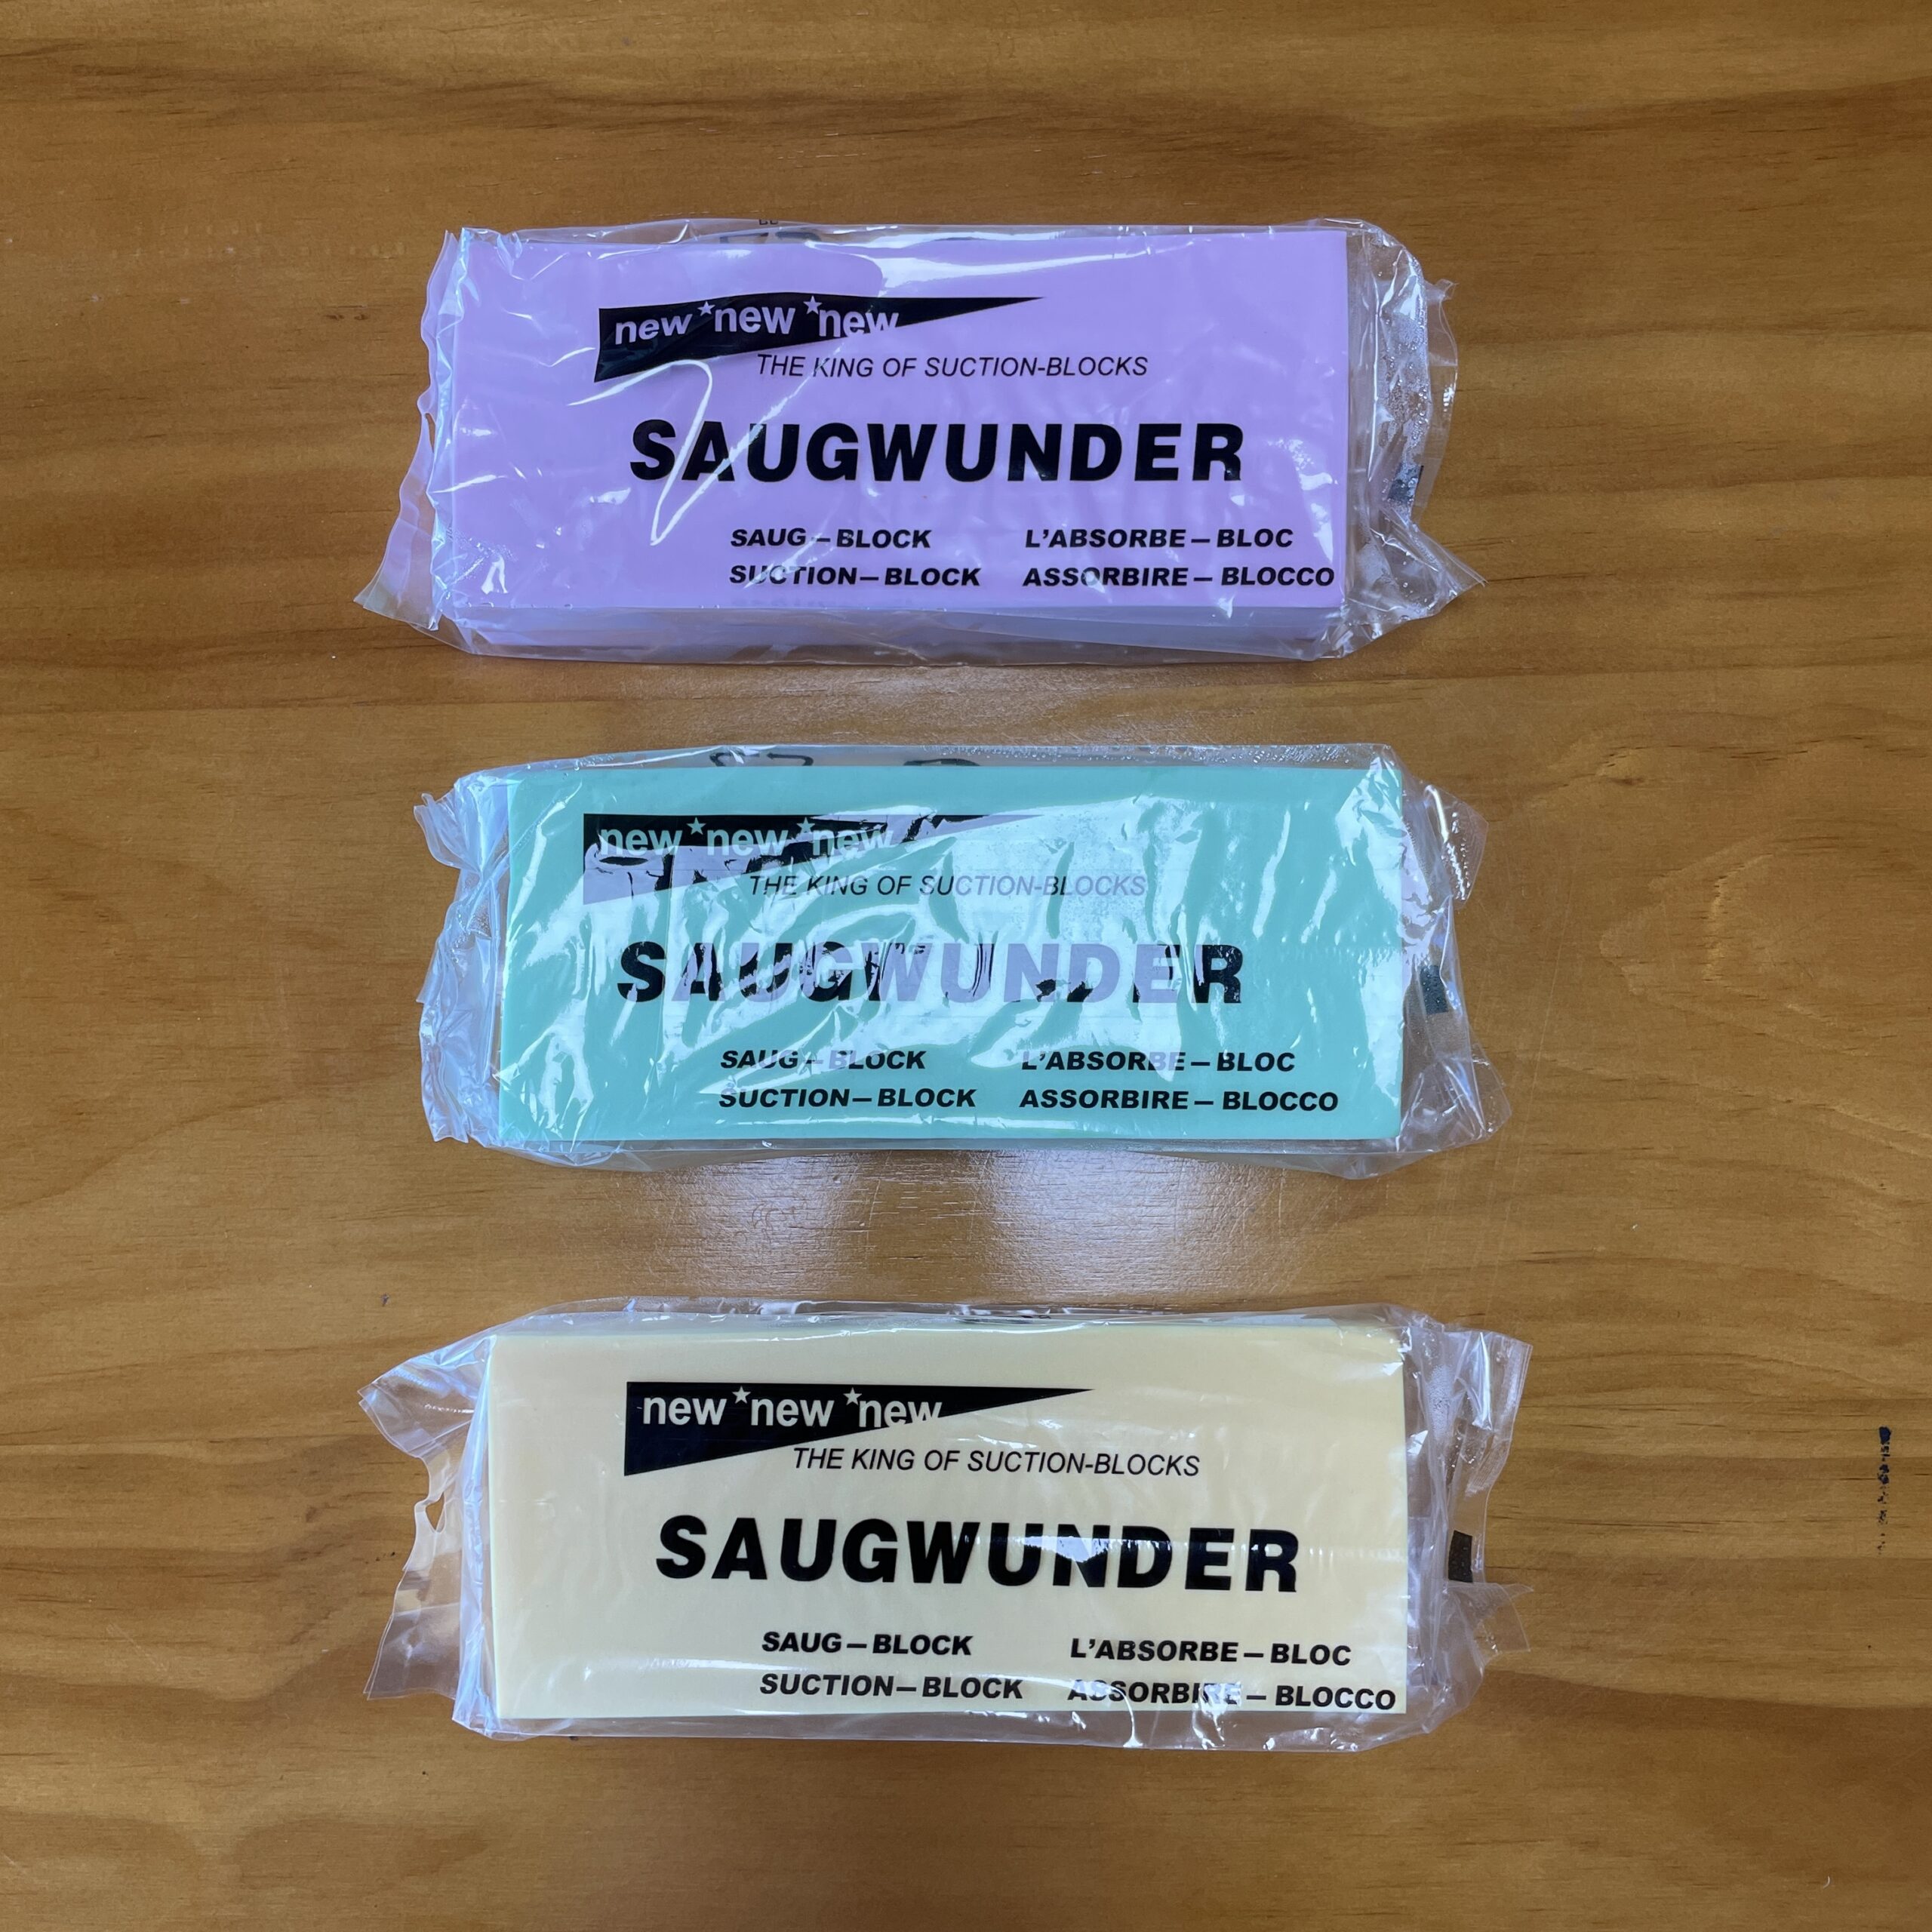 new*new*new
THE KING OF SUCTION-BLOCKS
SAUGWUNDER
SAUG–BLOCK L'ABSORBE–BLOC
SUCTION–BLOCK ASSORBIRE–BLOCCO
new*new*new
THE KING OF SUCTION-BLOCKS
SAUGWUNDER
SAUG–BLOCK L'ABSORBE–BLOC
SUCTION–BLOCK ASSORBIRE–BLOCCO
new*new*new
THE KING OF SUCTION-BLOCKS
SAUGWUNDER
SAUG–BLOCK L'ABSORBE–BLOC
SUCTION–BLOCK ASSORBIRE–BLOCCO